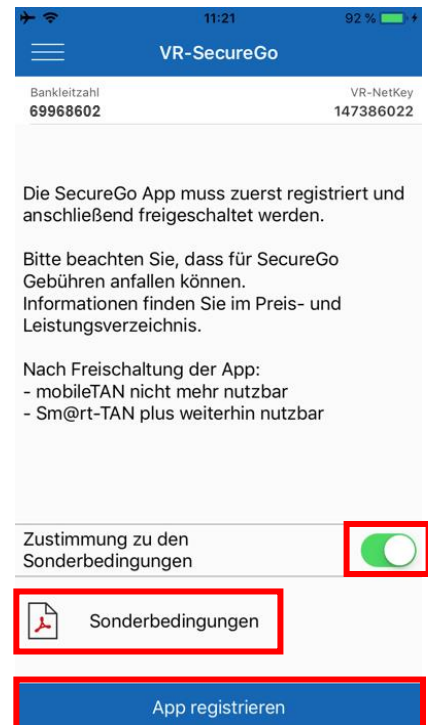 11:21
92 %
VR-SecureGo
Bankleitzahl
VR-NetKey
69968602
147386022
Die SecureGo App muss zuerst registriert und
anschließend freigeschaltet werden.
Bitte beachten Sie, dass für SecureGo
Gebühren anfallen können.
Informationen finden Sie im Preis- und
Leistungsverzeichnis.
Nach Freischaltung der App:
- mobileTAN nicht mehr nutzbar
- Sm@rt-TAN plus weiterhin nutzbar
Zustimmung zu den
Sonderbedingungen
Sonderbedingungen
App registrieren